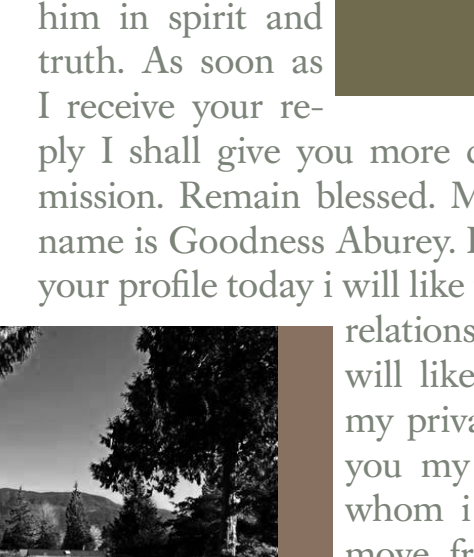 him in spirit and
truth. As soon as
I receive your re-
ply I shall give you more
mission. Remain blessed.
name is Goodness Aburey.
your profile today i will like
relations
will like
my priva
you my
whom i
move